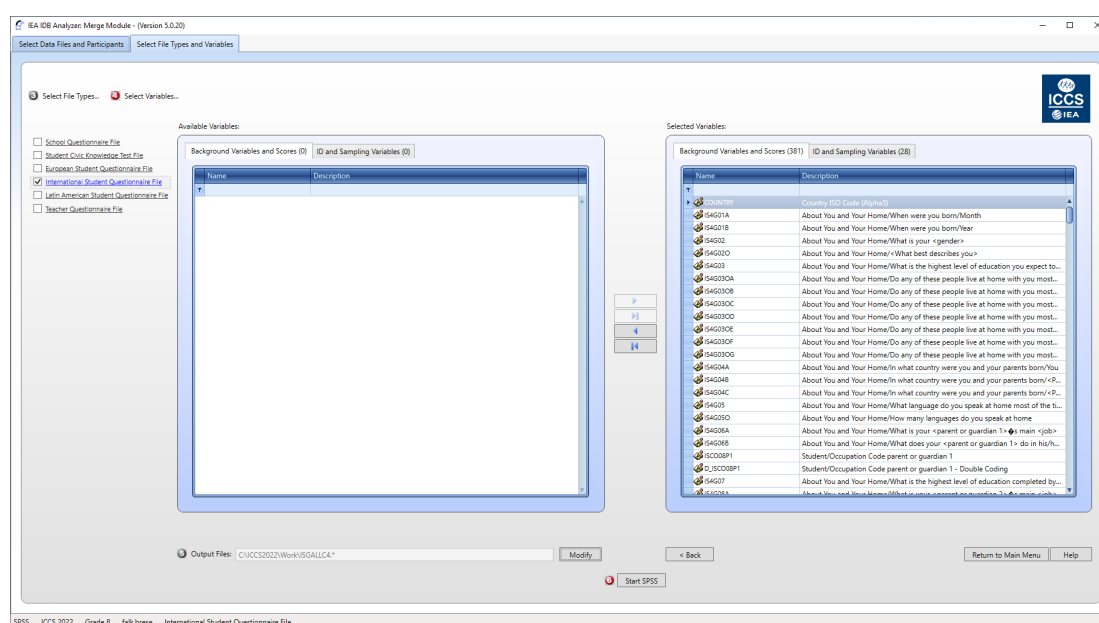 IEA IDB Analyzer: Merge Module - (Version 5.0.20)
Select Data Files and Participants Select File Types and Variables
3 Select File Types... 4 Select Variables...
ICCS
IEA
Available Variables:
Selected Variables:
School Questionnaire File
Student Civic Knowledge Test File
European Student Questionnaire File
International Student Questionnaire File
Latin American Student Questionnaire File
Teacher Questionnaire File
Background Variables and Scores (0) ID and Sampling Variables (0)
Name Description
Background Variables and Scores (381) ID and Sampling Variables (28)
Name Description
COUNTRY Country ISO Code (Alpha3)
IS4G01A About You and Your Home/When were you born/Month
IS4G01B About You and Your Home/When were you born/Year
IS4G02 About You and Your Home/What is your <gender>
IS4G02O About You and Your Home/<What best describes you>
IS4G03 About You and Your Home/What is the highest level of education you expect to...
IS4G03OA About You and Your Home/Do any of these people live at home with you most...
IS4G03OB About You and Your Home/Do any of these people live at home with you most...
IS4G03OC About You and Your Home/Do any of these people live at home with you most...
IS4G03OD About You and Your Home/Do any of these people live at home with you most...
IS4G03OE About You and Your Home/Do any of these people live at home with you most...
IS4G03OF About You and Your Home/Do any of these people live at home with you most...
IS4G03OG About You and Your Home/Do any of these people live at home with you most...
IS4G04A About You and Your Home/In what country were you and your parents born/You
IS4G04B About You and Your Home/In what country were you and your parents born/<P...
IS4G04C About You and Your Home/In what country were you and your parents born/<P...
IS4G05 About You and Your Home/What language do you speak at home most of the ti...
IS4G05O About You and Your Home/How many languages do you speak at home
IS4G06A About You and Your Home/What is your <parent or guardian 1>�s main <job>
IS4G06B About You and Your Home/What does your <parent or guardian 1> do in his/h...
ISCO08P1 Student/Occupation Code parent or guardian 1
D_ISCO08P1 Student/Occupation Code parent or guardian 1 - Double Coding
IS4G07 About You and Your Home/What is the highest level of education completed by...
IS4G08A About You and Your Home/What is your <parent or guardian 2>�s main <job>
5 Output Files: C:\ICCS2022\Work\ISGALLC4.* Modify
< Back Return to Main Menu Help
6 Start SPSS
SPSS ICCS 2022 Grade 8 falk.brese International Student Questionnaire File